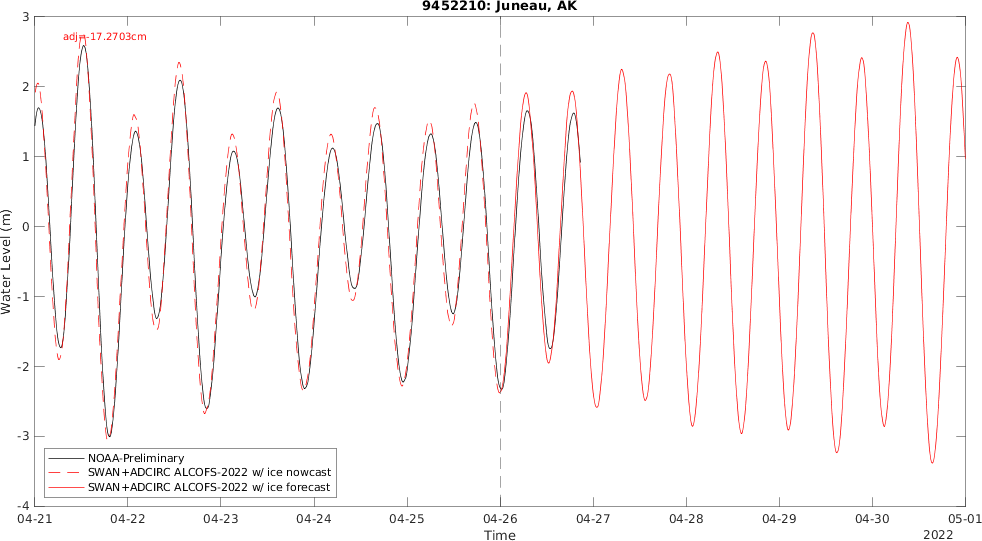 9452210: Juneau, AK
adj=-17.2703cm
Water Level (m)
3
2
1
0
-1
-2
-3
-4
NOAA-Preliminary
SWAN+ADCIRC ALCOFS-2022 w/ ice nowcast
SWAN+ADCIRC ALCOFS-2022 w/ ice forecast
04-21 04-22 04-23 04-24 04-25 04-26 04-27 04-28 04-29 04-30 05-01
Time
2022